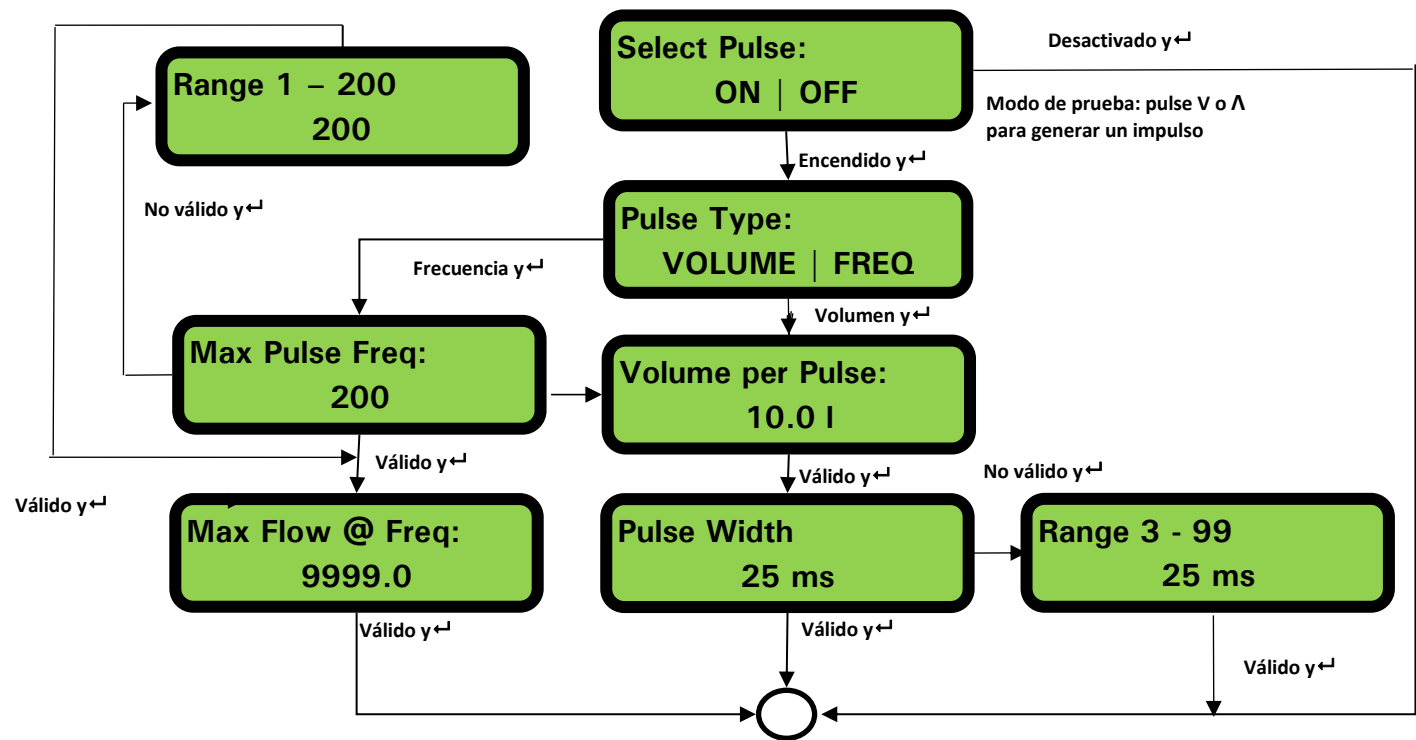 Range 1 – 200
200
Select Pulse:
ON | OFF
Desactivado y↵
Modo de prueba: pulse V o Λ
para generar un impulso
Encendido y↵
No válido y↵
Pulse Type:
VOLUME | FREQ
Frecuencia y↵
Volumen y↵
Max Pulse Freq:
200
Volume per Pulse:
10.0 l
Válido y↵
Válido y↵
No válido y↵
Válido y↵
Max Flow @ Freq:
9999.0
Pulse Width
25 ms
Range 3 - 99
25 ms
Válido y↵
Válido y↵
Válido y↵